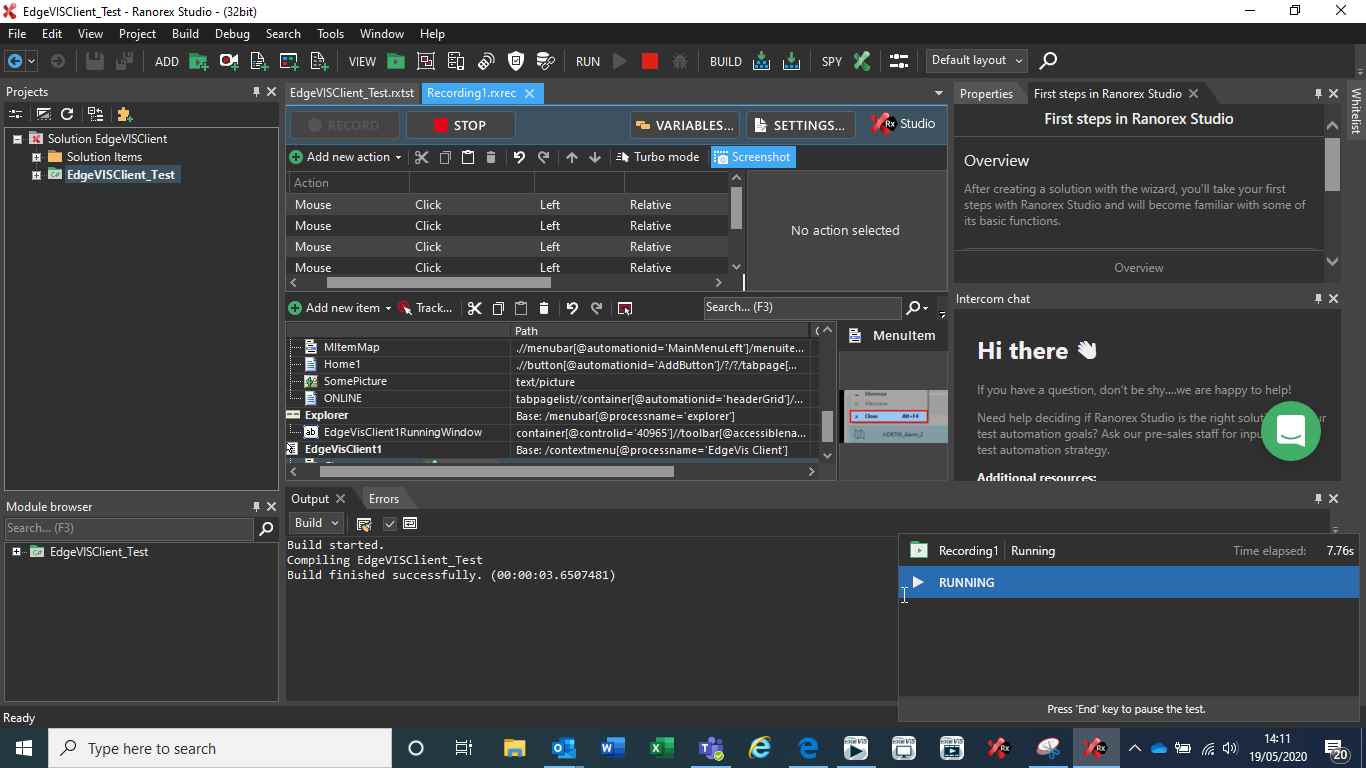 EdgeVISClient_Test - Ranorex Studio - (32bit)
File Edit View Project Build Debug Search Tools Window Help
ADD VIEW RUN BUILD SPY Default layout
Projects
Solution EdgeVISClient
Solution Items
EdgeVISClient_Test
EdgeVISClient_Test.rxtst Recording1.rxrec
RECORD STOP VARIABLES... SETTINGS... Rx Studio
Add new action Turbo mode Screenshot
Action
Mouse Click Left Relative
Mouse Click Left Relative
Mouse Click Left Relative
Mouse Click Left Relative
No action selected
Add new item Track... Search... (F3)
Path
MItemMap .//menubar[@automationid='MainMenuLeft']/menuite...
Home1 .//button[@automationid='AddButton']/?/?/tabpage[...
SomePicture text/picture
ONLINE tabpagelist//container[@automationid='headerGrid']/...
Explorer Base: /menubar[@processname='explorer']
EdgeVisClient1RunningWindow container[@controlid='40965']//toolbar[@accessiblena...
EdgeVisClient1 Base: /contextmenu[@processname='EdgeVis Client']
MenuItem
Close Alt+F4
Properties First steps in Ranorex Studio
First steps in Ranorex Studio
Overview
After creating a solution with the wizard, you'll take your first
steps with Ranorex Studio and will become familiar with some of
its basic functions.
Overview
Whitelist
Intercom chat
Hi there
If you have a question, don't be shy....we are happy to help!
Need help deciding if Ranorex Studio is the right solut
ur
test automation goals? Ask our pre-sales staff for inpu
test automation strategy.
Additional resources:
Module browser
Search... (F3)
EdgeVISClient_Test
Output Errors
Build
Build started.
Compiling EdgeVISClient_Test
Build finished successfully. (00:00:03.6507481)
Recording1 Running Time elapsed: 7.76s
RUNNING
Press 'End' key to pause the test.
Ready
Type here to search
14:11
19/05/2020
20